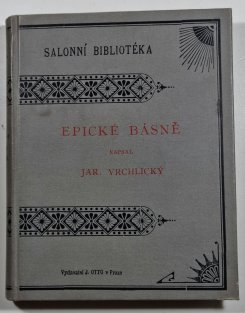 SALONNÍ BIBLIOTÉKA
EPICKÉ BÁSNĚ
NAPSAL
JAR. VRCHLICKÝ
Vydavatel J. OTTO v Praze